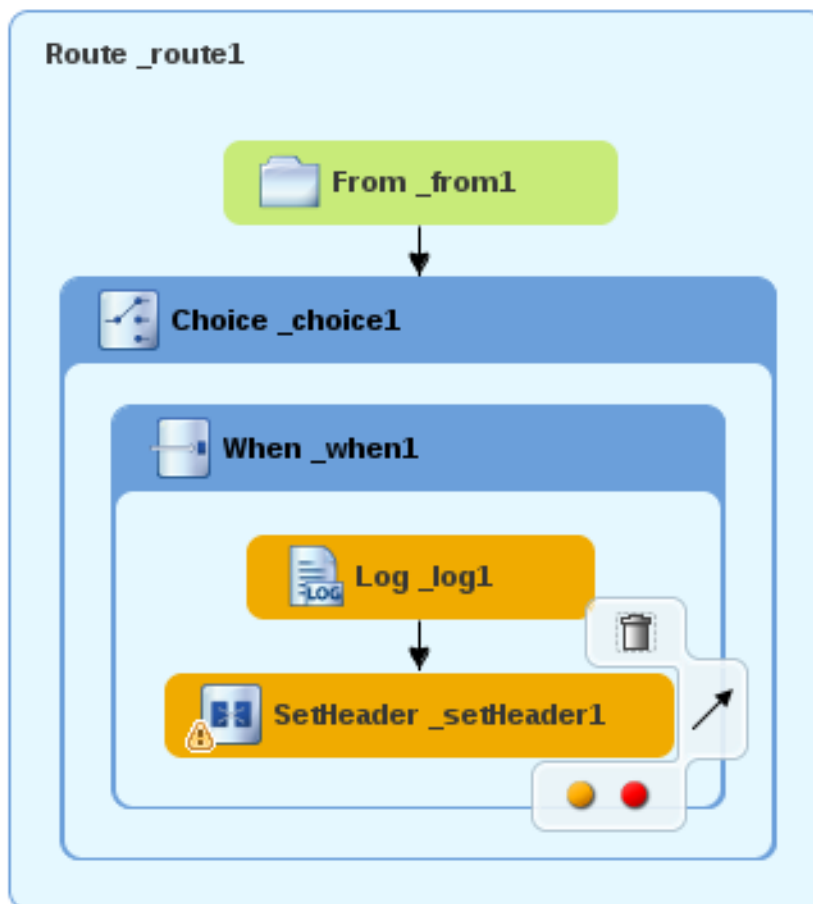 Route _route1
From _from1
Choice _choice1
When _when1
LOG
Log _log1
SetHeader _setHeader1